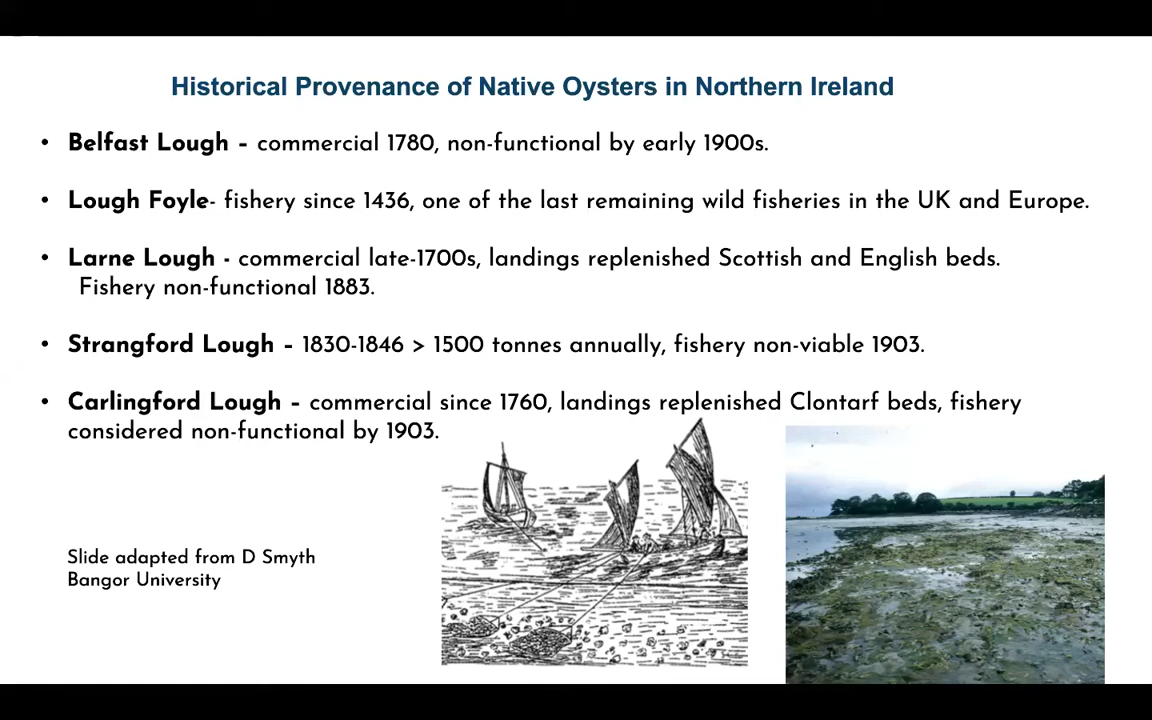 Historical Provenance of Native Oysters in Northern Ireland
• Belfast Lough – commercial 1780, non-functional by early 1900s.
• Lough Foyle- fishery since 1436, one of the last remaining wild fisheries in the UK and Europe.
• Larne Lough - commercial late-1700s, landings replenished Scottish and English beds.
Fishery non-functional 1883.
• Strangford Lough – 1830-1846 > 1500 tonnes annually, fishery non-viable 1903.
• Carlingford Lough – commercial since 1760, landings replenished Clontarf beds, fishery
considered non-functional by 1903.
Slide adapted from D Smyth
Bangor University